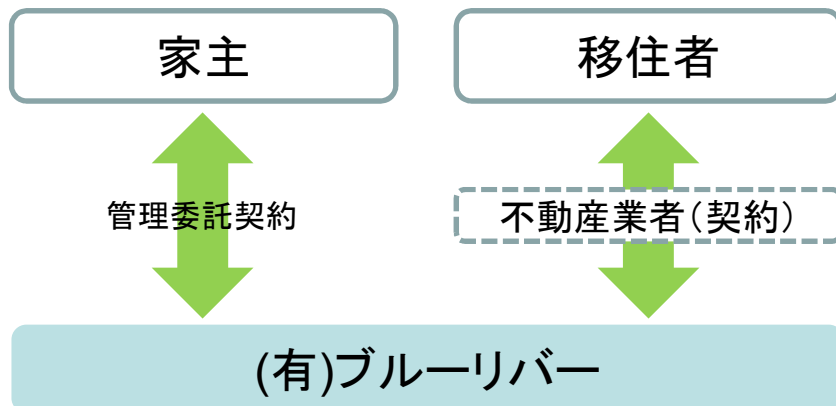 家主
移住者
管理委託契約
不動産業者（契約）
(有)ブルーリバー